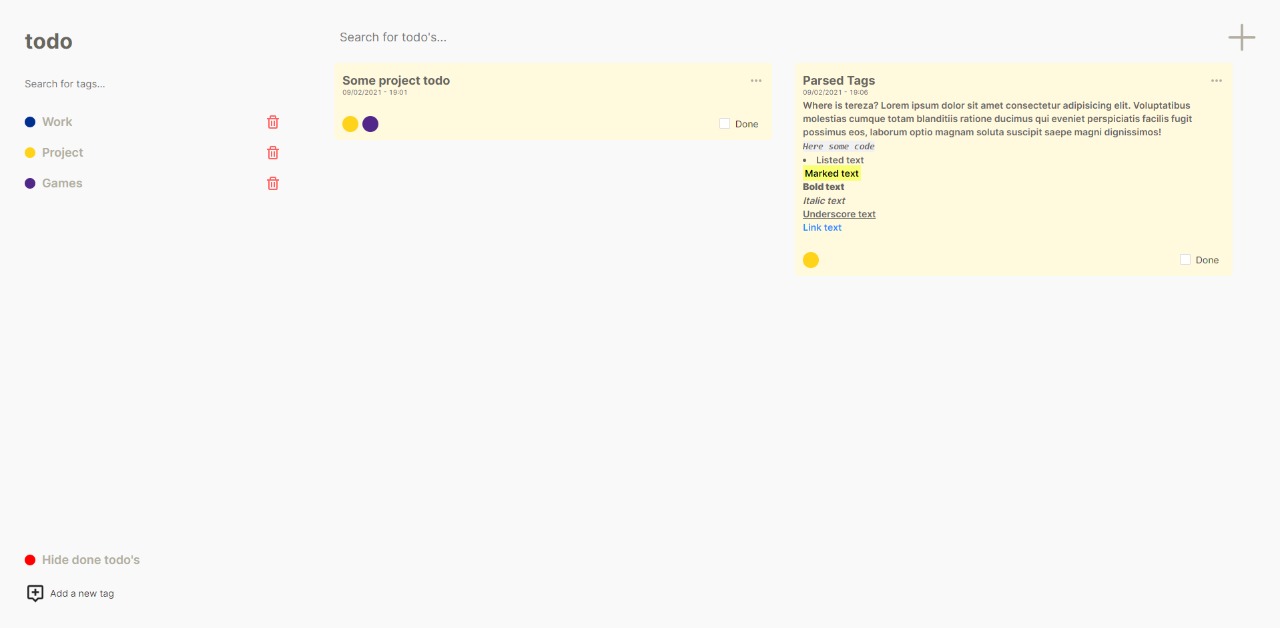 todo
Search for tags...
Work
Project
Games
Hide done todo's
Add a new tag
Search for todo's...
Some project todo
09/02/2021 - 19:01
Done
Parsed Tags
09/02/2021 - 19:06
Where is tereza? Lorem ipsum dolor sit amet consectetur adipisicing elit. Voluptatibus
molestias cumque totam blanditiis ratione ducimus qui eveniet perspiciatis facilis fugit
possimus eos, laborum optio magnam soluta suscipit saepe magni dignissimos!
Here some code
• Listed text
Marked text
Bold text
Italic text
Underscore text
Link text
Done